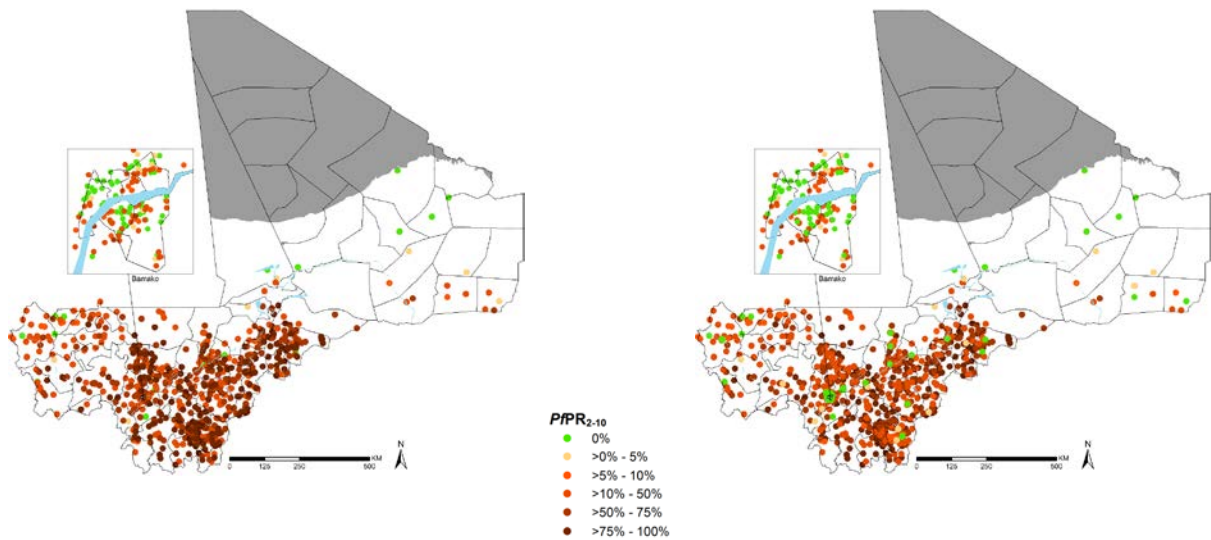 Bamako
Bamako
PfPR2-10
0%
>0% - 5%
>5% - 10%
>10% - 50%
>50% - 75%
>75% - 100%
KM
0 125 250 500
N
KM
0 125 250 500
N